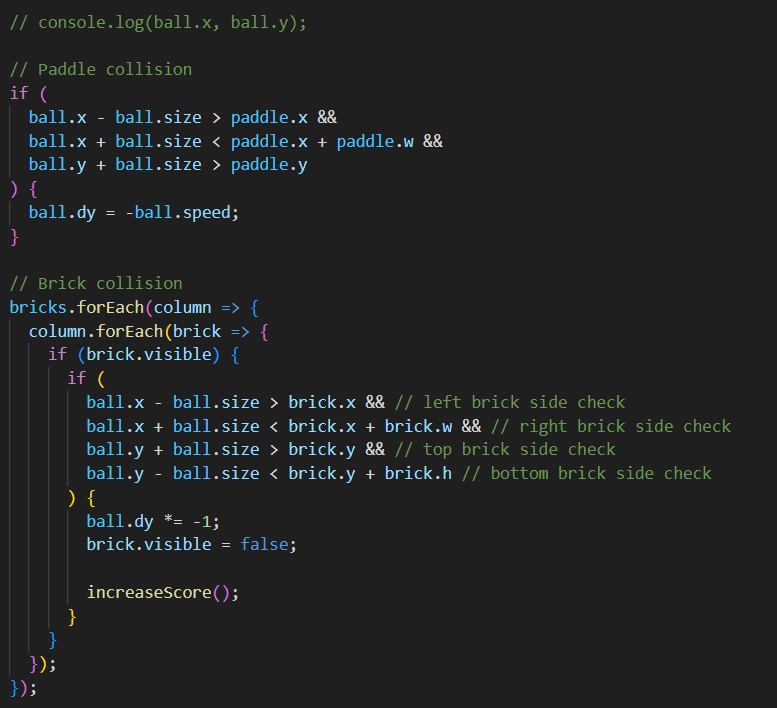 // console.log(ball.x, ball.y);
// Paddle collision
if (
ball.x - ball.size > paddle.x &&
ball.x + ball.size < paddle.x + paddle.w &&
ball.y + ball.size > paddle.y
) {
ball.dy = -ball.speed;
}
// Brick collision
bricks.forEach(column => {
column.forEach(brick => {
if (brick.visible) {
if (
ball.x - ball.size > brick.x && // left brick side check
ball.x + ball.size < brick.x + brick.w && // right brick side check
ball.y + ball.size > brick.y && // top brick side check
ball.y - ball.size < brick.y + brick.h // bottom brick side check
) {
ball.dy *= -1;
brick.visible = false;
increaseScore();
}
}
});
});